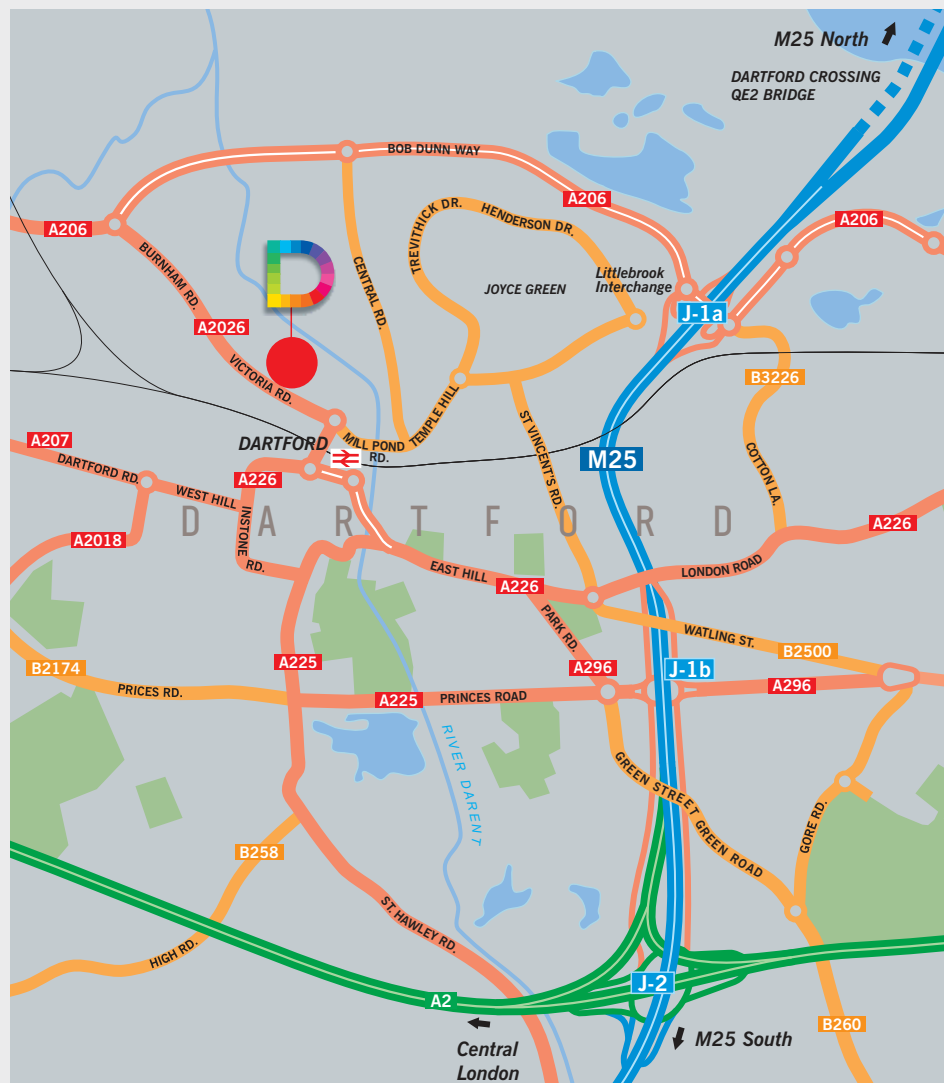 M25 North
DARTFORD CROSSING
QE2 BRIDGE
BOB DUNN WAY
A206
A206
A206
TREVITHICK DR.
HENDERSON DR.
BURNHAM RD.
CENTRAL RD.
D
JOYCE GREEN
Littlebrook
Interchange
J-1a
A2026
VICTORIA RD.
B3226
TEMPLE HILL
ST VINCENT'S RD.
A207
DARTFORD
MILL POND
RD.
M25
COTTON LA.
DARTFORD RD.
A226
WEST HILL
INSTONE
RD.
DARTFORD
A226
A2018
EAST HILL
A226
LONDON ROAD
PARK RD.
WATLING ST.
B2500
B2174
A225
A296
J-1b
PRICES RD.
A225
PRINCES ROAD
A296
RIVER DARENT
GREEN STREET GREEN ROAD
GORE RD.
B258
ST. HAWLEY RD.
HIGH RD.
A2
J-2
B260
Central
London
M25 South